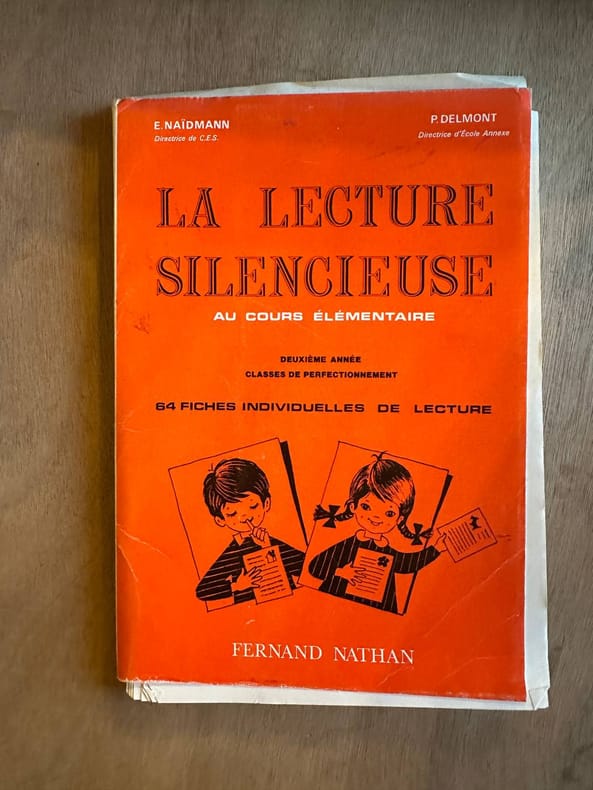 E. NAÏDMANN
Directrice de C.E.S.
P. DELMONT
Directrice d'École Annexe
LA LECTURE
SILENCIEUSE
AU COURS ÉLÉMENTAIRE
DEUXIÈME ANNÉE
CLASSES DE PERFECTIONNEMENT
64 FICHES INDIVIDUELLES DE LECTURE
FERNAND NATHAN